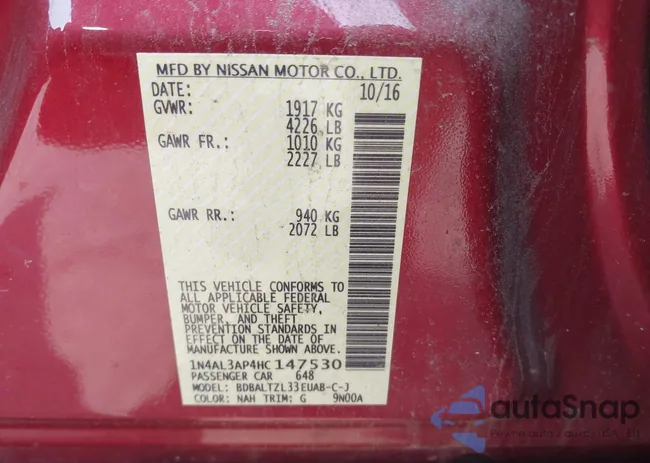 MFD BY NISSAN MOTOR CO., LTD.
DATE: 10/16
GVWR: 1917 KG
4226 LB
GAWR FR.: 1010 KG
2227 LB
GAWR RR.: 940 KG
2072 LB
THIS VEHICLE CONFORMS TO
ALL APPLICABLE FEDERAL
MOTOR VEHICLE SAFETY,
BUMPER, AND THEFT
PREVENTION STANDARDS IN
EFFECT ON THE DATE OF
MANUFACTURE SHOWN ABOVE.
1N4AL3AP4HC147530
PASSENGER CAR 648
MODEL: BDBALTZL33EUAB-C-J
COLOR: NAH TRIM: G 9N00A
autaSnap